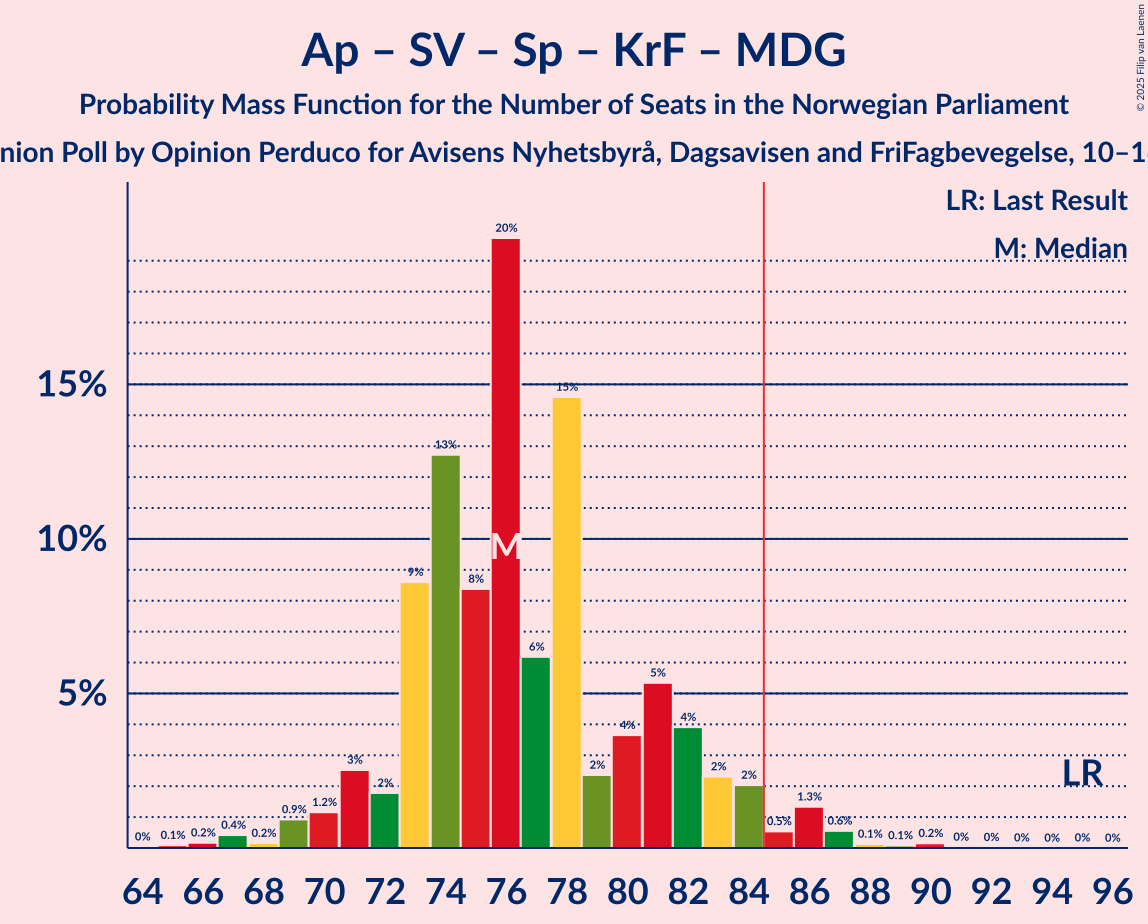 Ap – SV – Sp – KrF – MDG
Probability Mass Function for the Number of Seats in the Norwegian Parliament
nion Poll by Opinion Perduco for Avisens Nyhetsbyrå, Dagsavisen and FriFagbevegelse, 10–1
© 2025 Filip van Laenen
LR: Last Result
M: Median
20%
15%
15%
13%
10%
M
9%
8%
6%
5%
5%
4%
4%
3%
2%
2%
2%
2%
LR
0% 0.1% 0.2% 0.4% 0.2% 0.9% 1.2% 0.5% 1.3% 0.6% 0.1% 0.1% 0.2% 0% 0% 0% 0% 0% 0%
64 66 68 70 72 74 76 78 80 82 84 86 88 90 92 94 96